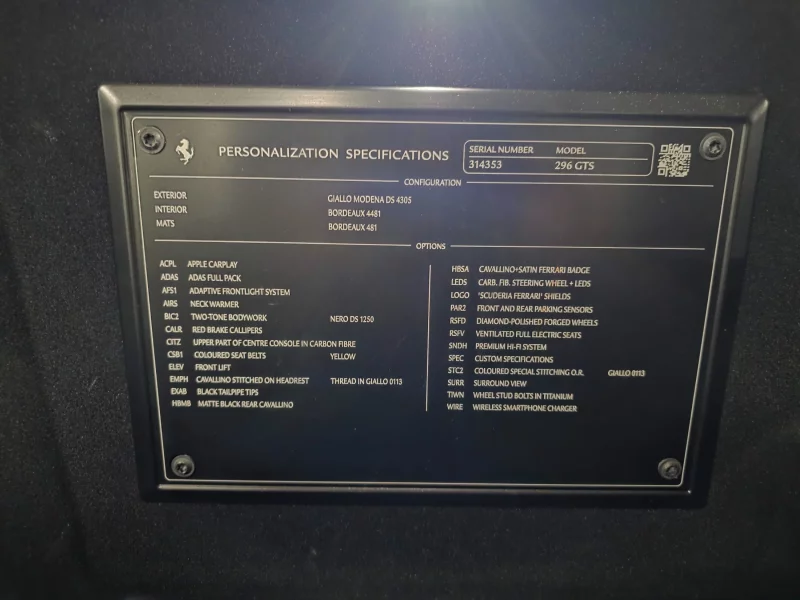 PERSONALIZATION SPECIFICATIONS
SERIAL NUMBER MODEL
314353 296 GTS
CONFIGURATION
EXTERIOR GIALLO MODENA DS 4305
INTERIOR BORDEAUX 4481
MATS BORDEAUX 481
OPTIONS
ACPL APPLE CARPLAY
ADAS ADAS FULL PACK
AFS1 ADAPTIVE FRONTLIGHT SYSTEM
AIRS NECK WARMER
BIC2 TWO-TONE BODYWORK NERO DS 1250
CALR RED BRAKE CALLIPERS
CITZ UPPER PART OF CENTRE CONSOLE IN CARBON FIBRE
CSB1 COLOURED SEAT BELTS YELLOW
ELEV FRONT LIFT
EMPH CAVALLINO STITCHED ON HEADREST THREAD IN GIALLO 0113
EXAB BLACK TAILPIPE TIPS
HBMB MATTE BLACK REAR CAVALLINO
HBSA CAVALLINO+SATIN FERRARI BADGE
LEDS CARB. FIB. STEERING WHEEL + LEDS
LOGO 'SCUDERIA FERRARI' SHIELDS
PAR2 FRONT AND REAR PARKING SENSORS
RSFD DIAMOND-POLISHED FORGED WHEELS
RSFV VENTILATED FULL ELECTRIC SEATS
SNDH PREMIUM HI-FI SYSTEM
SPEC CUSTOM SPECIFICATIONS
STC2 COLOURED SPECIAL STITCHING O.R. GIALLO 0113
SURR SURROUND VIEW
TIWN WHEEL STUD BOLTS IN TITANIUM
WIRE WIRELESS SMARTPHONE CHARGER